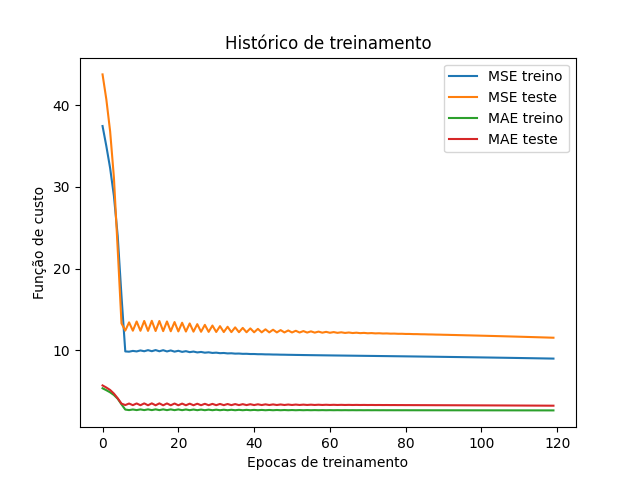 Histórico de treinamento
MSE treino
MSE teste
MAE treino
MAE teste
40
30
20
10
Função de custo
0
20
40
60
80
100
120
Epocas de treinamento